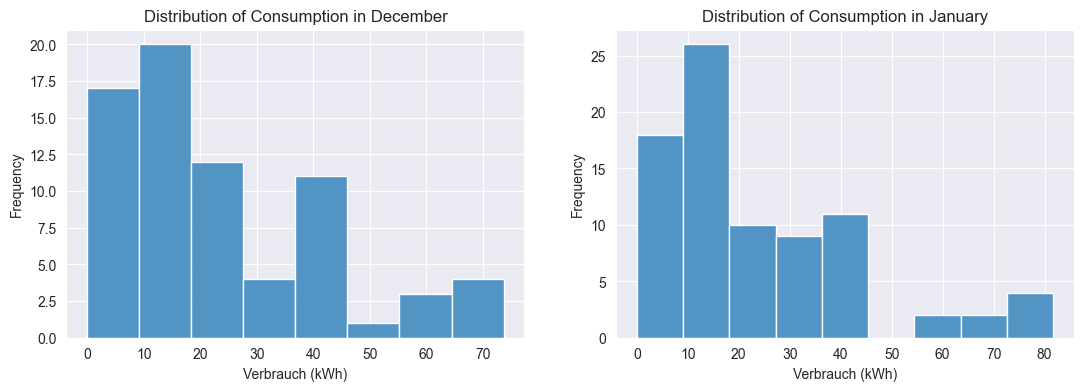 Distribution of Consumption in December
20.0
17.5
15.0
12.5
10.0
7.5
5.0
2.5
0.0
Frequency
0 10 20 30 40 50 60 70
Verbrauch (kWh)
Distribution of Consumption in January
25
20
15
10
5
0
Frequency
0 10 20 30 40 50 60 70 80
Verbrauch (kWh)